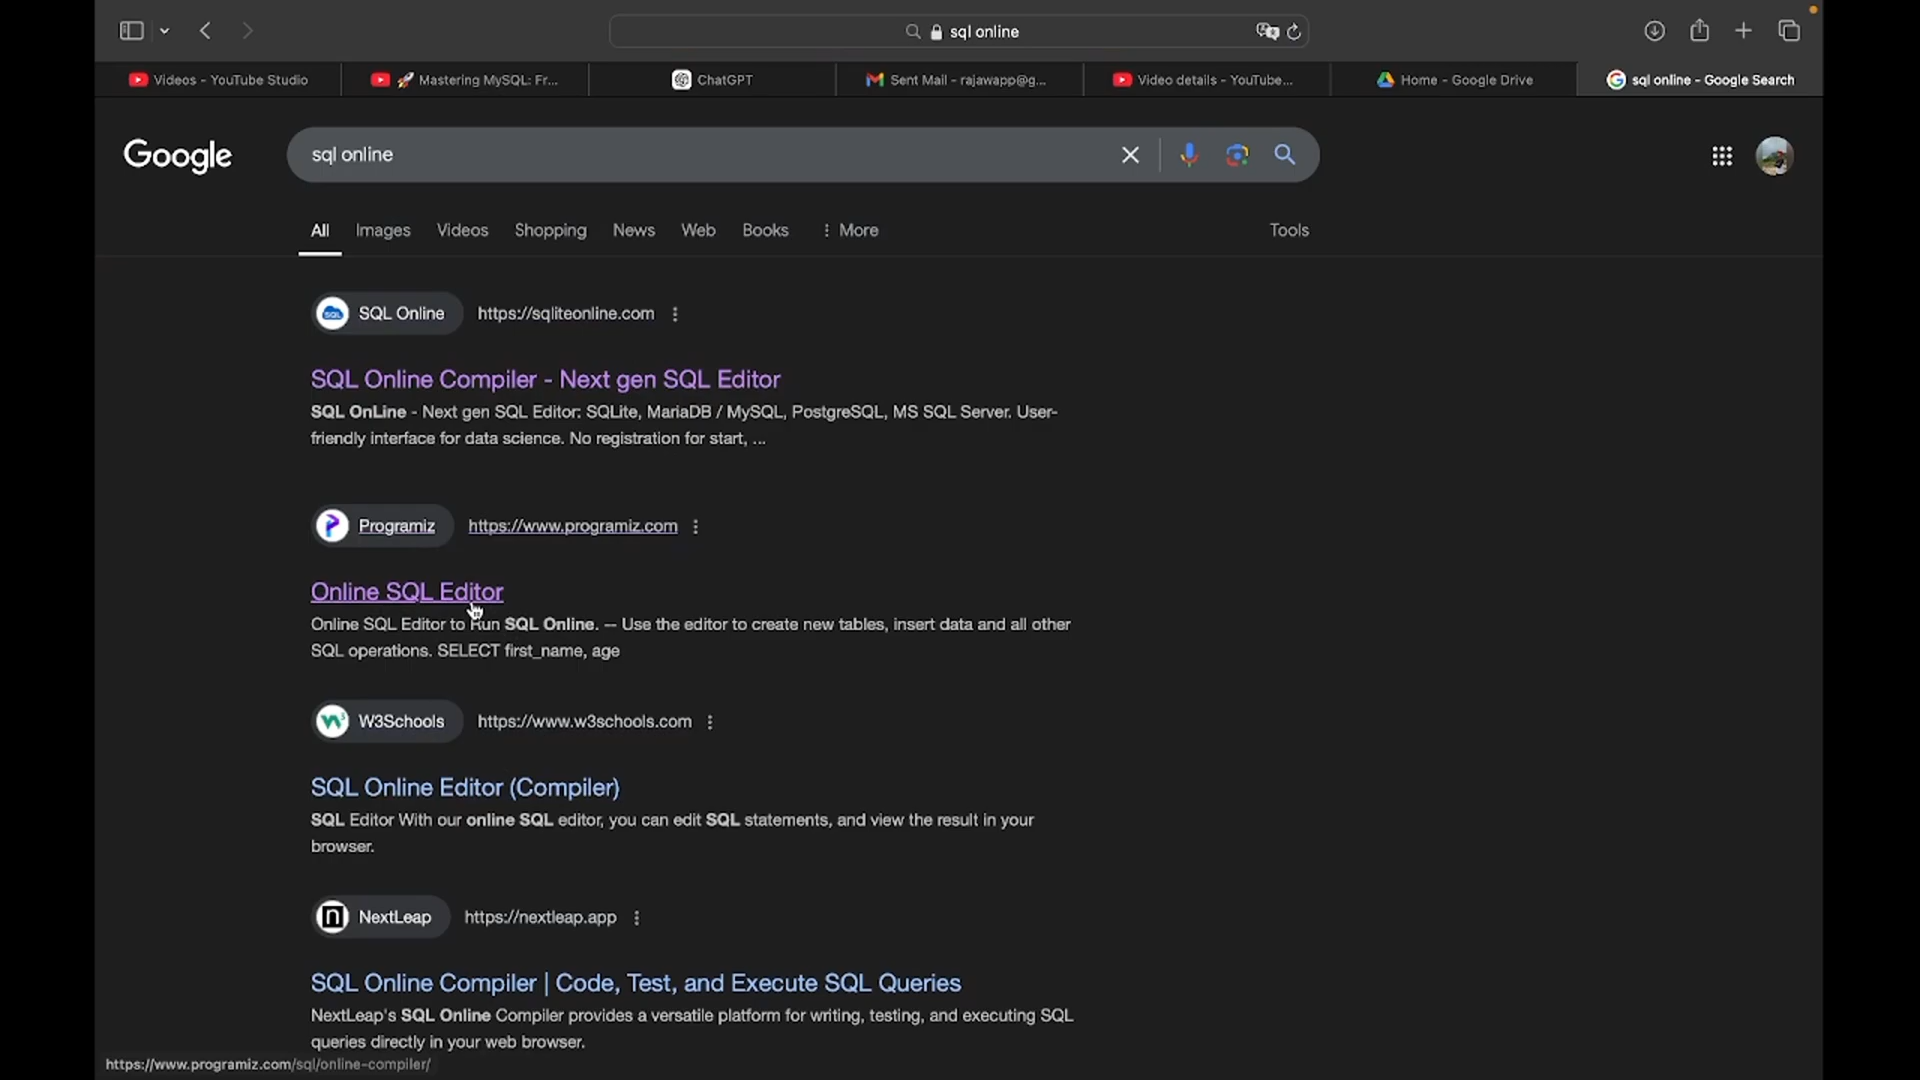 sql online
Videos - YouTube Studio
🚀 Mastering MySQL: Fr...
ChatGPT
Sent Mail - rajawapp@g...
Video details - YouTube...
Home - Google Drive
sql online - Google Search
Google
sql online
All
Images
Videos
Shopping
News
Web
Books
More
Tools
SQL
SQL Online
https://sqliteonline.com
SQL Online Compiler - Next gen SQL Editor
SQL OnLine - Next gen SQL Editor: SQLite, MariaDB / MySQL, PostgreSQL, MS SQL Server. User-
friendly interface for data science. No registration for start, ...
Programiz
https://www.programiz.com
Online SQL Editor
Online SQL Editor to Run SQL Online. — Use the editor to create new tables, insert data and all other
SQL operations. SELECT first_name, age
W3Schools
https://www.w3schools.com
SQL Online Editor (Compiler)
SQL Editor With our online SQL editor, you can edit SQL statements, and view the result in your
browser.
NextLeap
https://nextleap.app
SQL Online Compiler | Code, Test, and Execute SQL Queries
NextLeap's SQL Online Compiler provides a versatile platform for writing, testing, and executing SQL
queries directly in your web browser.
https://www.programiz.com/sql/online-compiler/